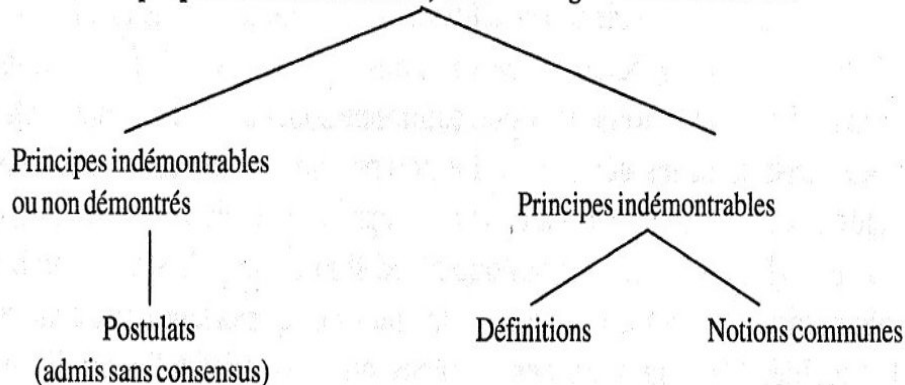 Principes indémontrables
ou non démontrés
Principes indémontrables
Postulats
(admis sans consensus)
Définitions
Notions communes